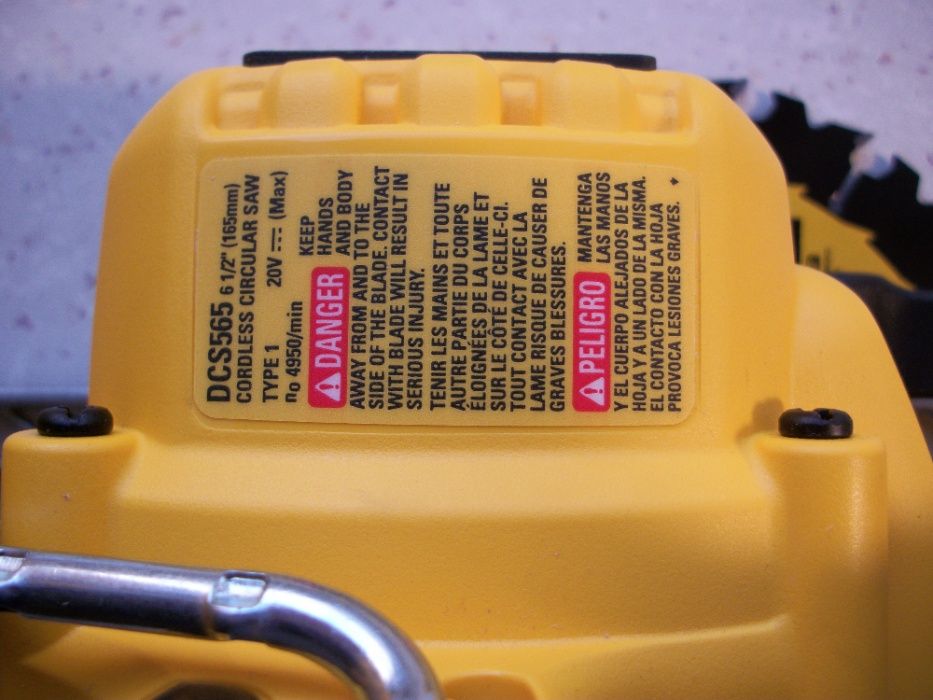 DCS565 6 1/2" (165mm)
CORDLESS CIRCULAR SAW
TYPE 1 20V ⎓ (Max)
no 4950/min
⚠ DANGER KEEP
HANDS
AND BODY
AWAY FROM AND TO THE
SIDE OF THE BLADE. CONTACT
WITH BLADE WILL RESULT IN
SERIOUS INJURY.
TENIR LES MAINS ET TOUTE
AUTRE PARTIE DU CORPS
ÉLOIGNÉES DE LA LAME ET
SUR LE CÔTÉ DE CELLE-CI.
TOUT CONTACT AVEC LA
LAME RISQUE DE CAUSER DE
GRAVES BLESSURES.
⚠ PELIGRO MANTENGA
LAS MANOS
Y EL CUERPO ALEJADOS DE LA
HOJA Y A UN LADO DE LA MISMA.
EL CONTACTO CON LA HOJA
PROVOCA LESIONES GRAVES.